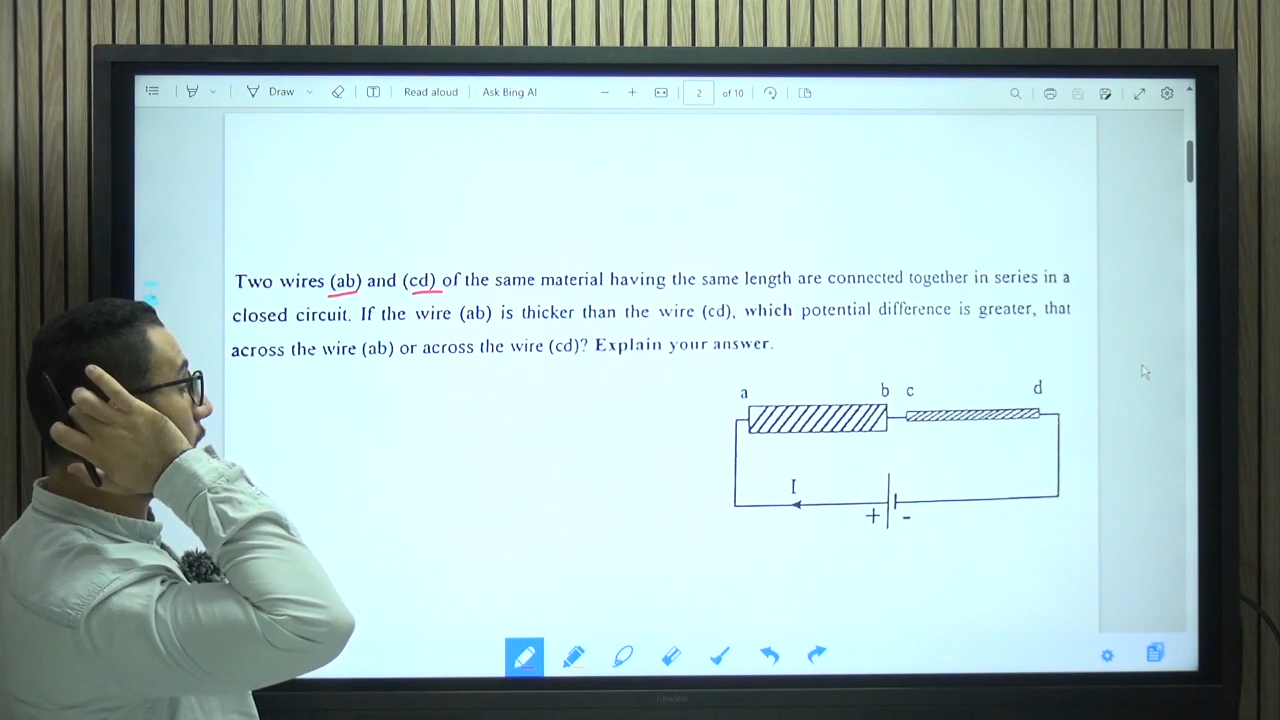 Draw Read aloud Ask Bing AI − + 2 of 10
Two wires (ab) and (cd) of the same material having the same length are connected together in series in a
closed circuit. If the wire (ab) is thicker than the wire (cd), which potential difference is greater, that
across the wire (ab) or across the wire (cd)? Explain your answer.
a b c d
I
+ -
newline